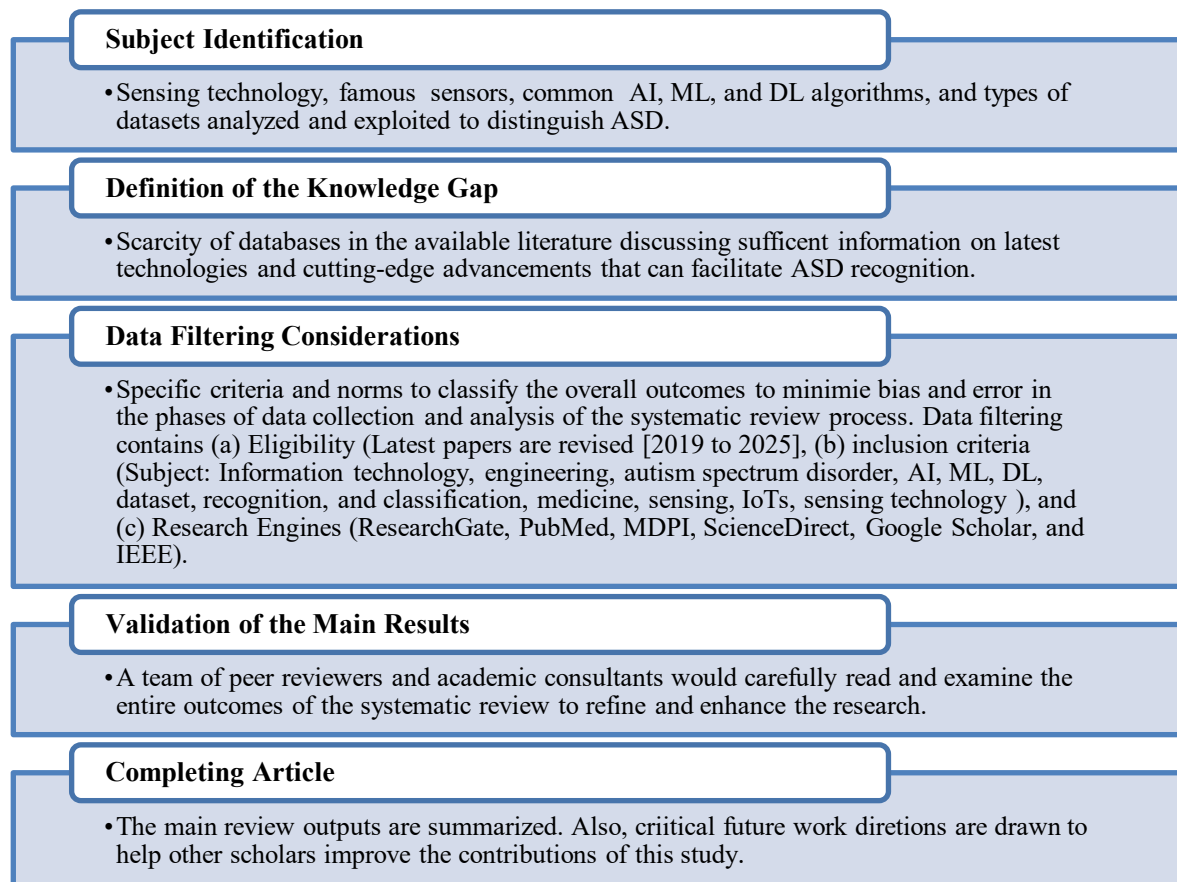 Subject Identification
•Sensing technology, famous sensors, common AI, ML, and DL algorithms, and types of
datasets analyzed and exploited to distinguish ASD.
Definition of the Knowledge Gap
•Scarcity of databases in the available literature discussing sufficent information on latest
technologies and cutting-edge advancements that can facilitate ASD recognition.
Data Filtering Considerations
•Specific criteria and norms to classify the overall outcomes to minimie bias and error in
the phases of data collection and analysis of the systematic review process. Data filtering
contains (a) Eligibility (Latest papers are revised [2019 to 2025], (b) inclusion criteria
(Subject: Information technology, engineering, autism spectrum disorder, AI, ML, DL,
dataset, recognition, and classification, medicine, sensing, IoTs, sensing technology ), and
(c) Research Engines (ResearchGate, PubMed, MDPI, ScienceDirect, Google Scholar, and
IEEE).
Validation of the Main Results
•A team of peer reviewers and academic consultants would carefully read and examine the
entire outcomes of the systematic review to refine and enhance the research.
Completing Article
•The main review outputs are summarized. Also, criitical future work diretions are drawn to
help other scholars improve the contributions of this study.